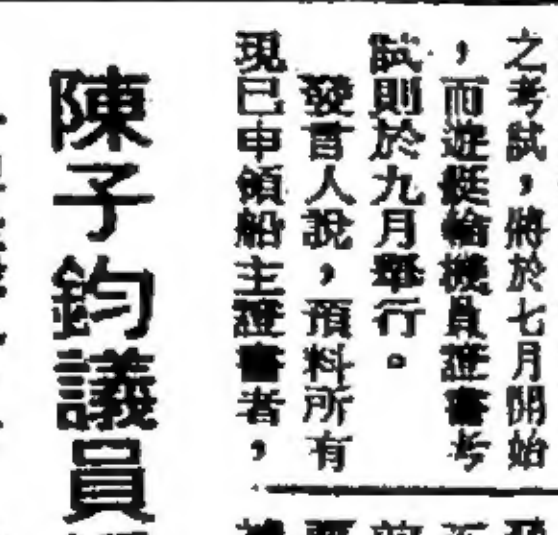 之考試，將於七月開始
，而遊艇輪機員證書考
試則於九月舉行。
發言人說，預料所有
現已申領船主證書者，
陳子鈞議員